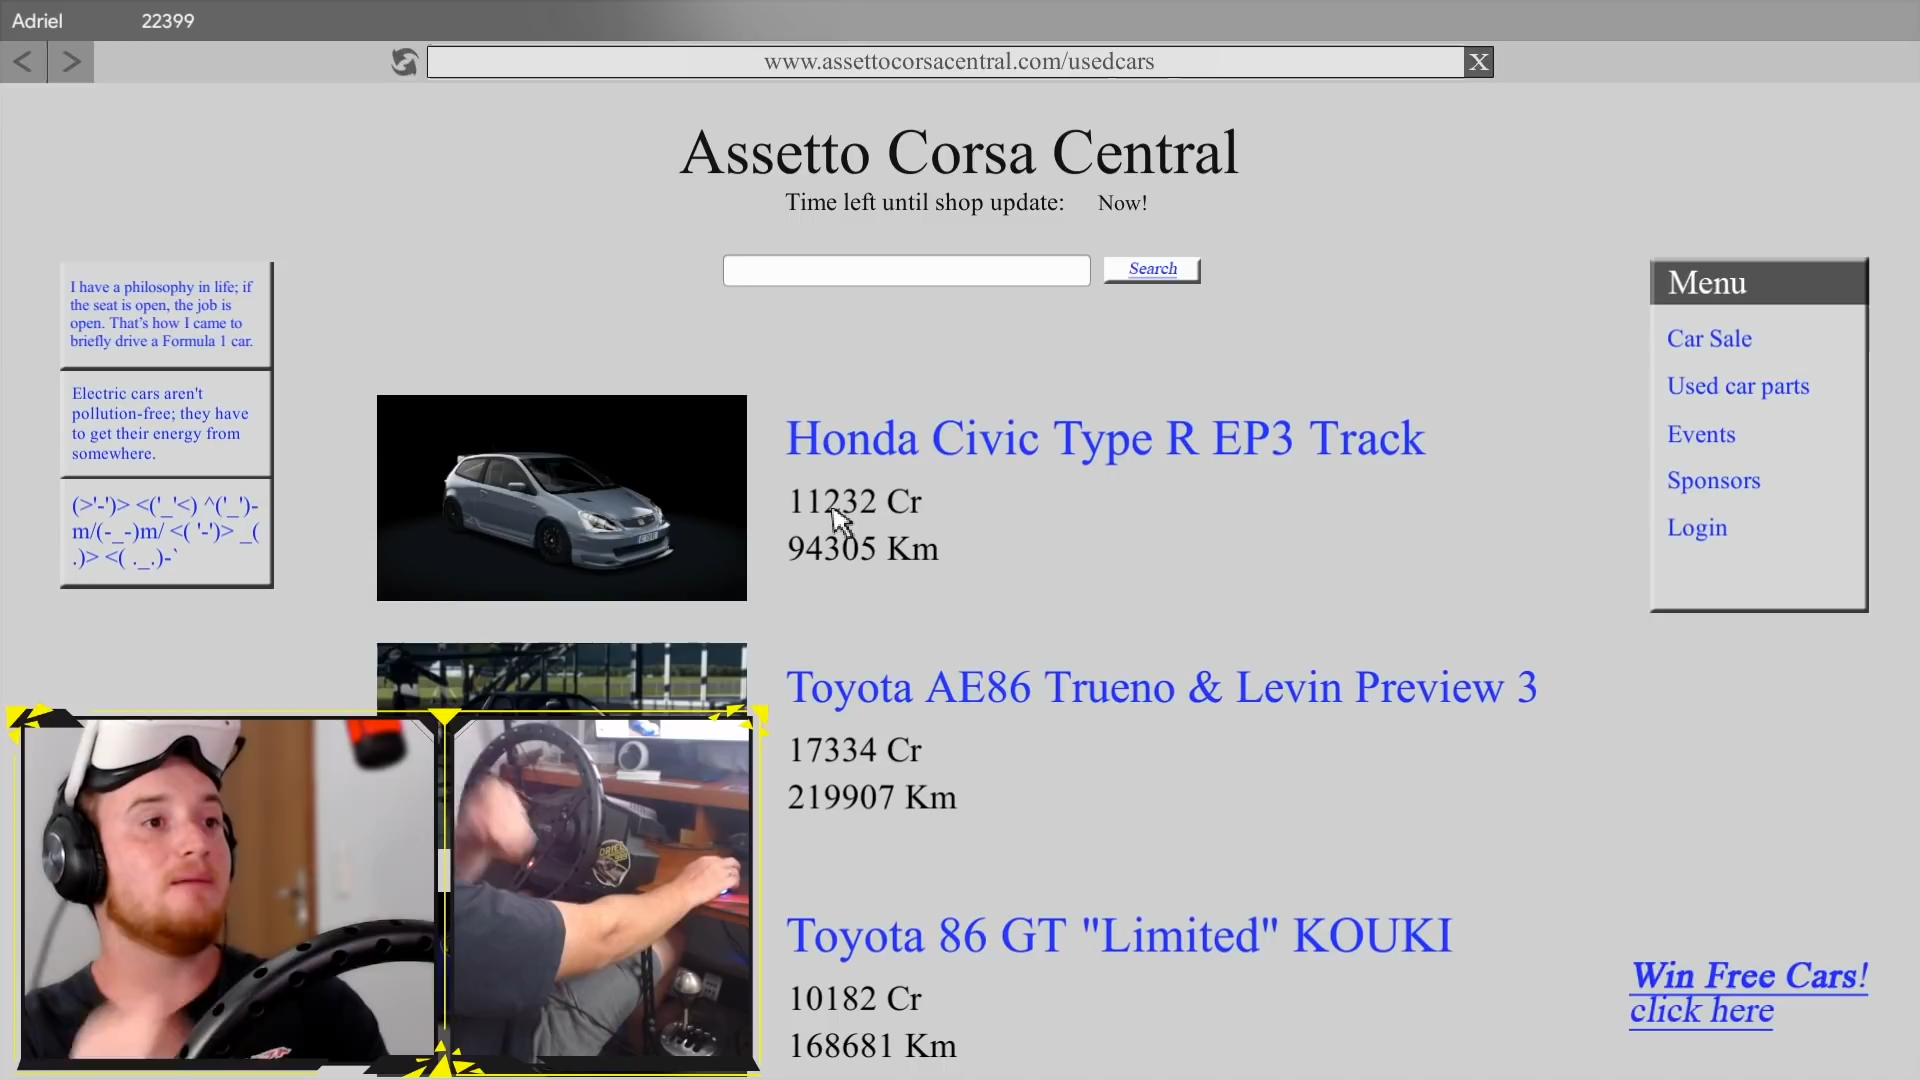 Adriel 22399
< >
www.assettocorsacentral.com/usedcars X
Assetto Corsa Central
Time left until shop update: Now!
Search
I have a philosophy in life; if
the seat is open, the job is
open. That's how I came to
briefly drive a Formula 1 car.
Electric cars aren't
pollution-free; they have
to get their energy from
somewhere.
(>'-')> <('_'<) ^('_')-
m/(-_-)m/ <( '-')> _(
.)> <( ._.)-`
Menu
Car Sale
Used car parts
Events
Sponsors
Login
Honda Civic Type R EP3 Track
11232 Cr
94305 Km
Toyota AE86 Trueno & Levin Preview 3
17334 Cr
219907 Km
Toyota 86 GT "Limited" KOUKI
10182 Cr
168681 Km
Win Free Cars!
click here